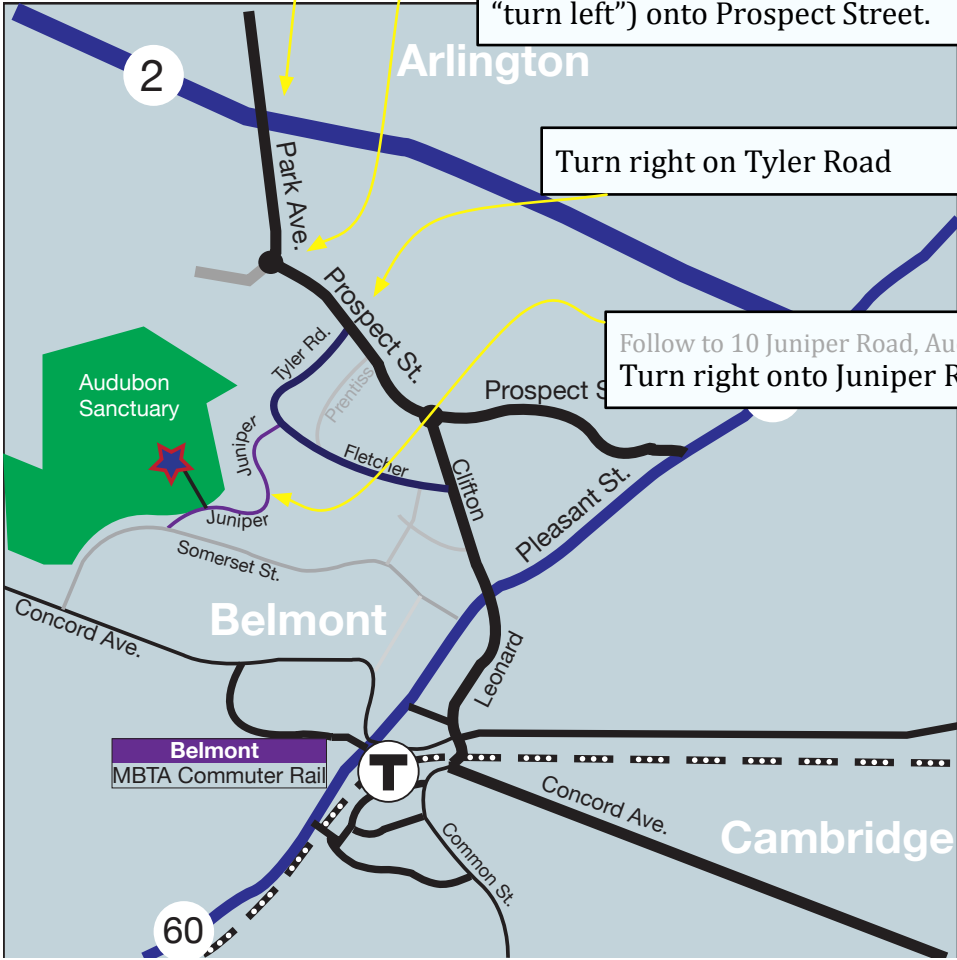 “turn left”) onto Prospect Street.
Arlington
2
Park Ave.
Turn right on Tyler Road
Prospect St.
Tyler Rd.
Follow to 10 Juniper Road, Au
Turn right onto Juniper R
Audubon
Sanctuary
Prentiss
Prospect S
Juniper
Fletcher
Clifton
Juniper
Pleasant St.
Somerset St.
Concord Ave.
Belmont
Leonard
Belmont
MBTA Commuter Rail
T
Concord Ave.
Common St.
Cambridge
60